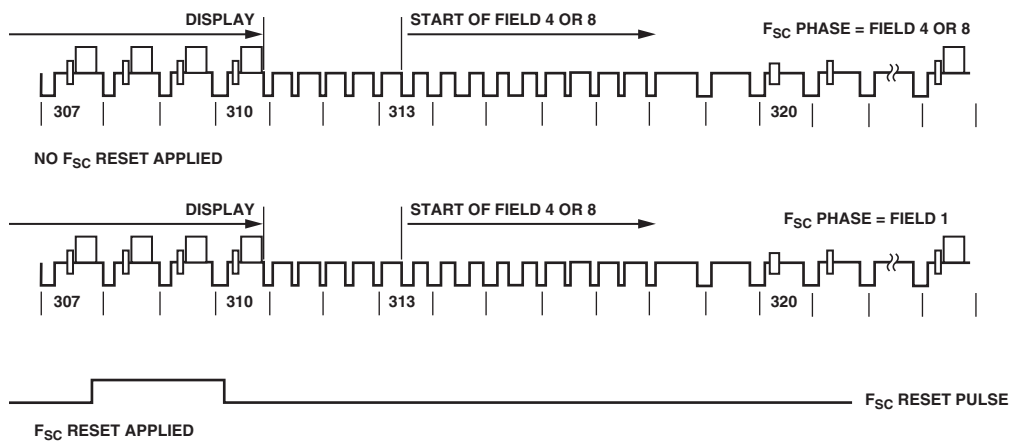 DISPLAY
START OF FIELD 4 OR 8
FSC PHASE = FIELD 4 OR 8
307
310
313
320
NO FSC RESET APPLIED
DISPLAY
START OF FIELD 4 OR 8
FSC PHASE = FIELD 1
307
310
313
320
FSC RESET PULSE
FSC RESET APPLIED